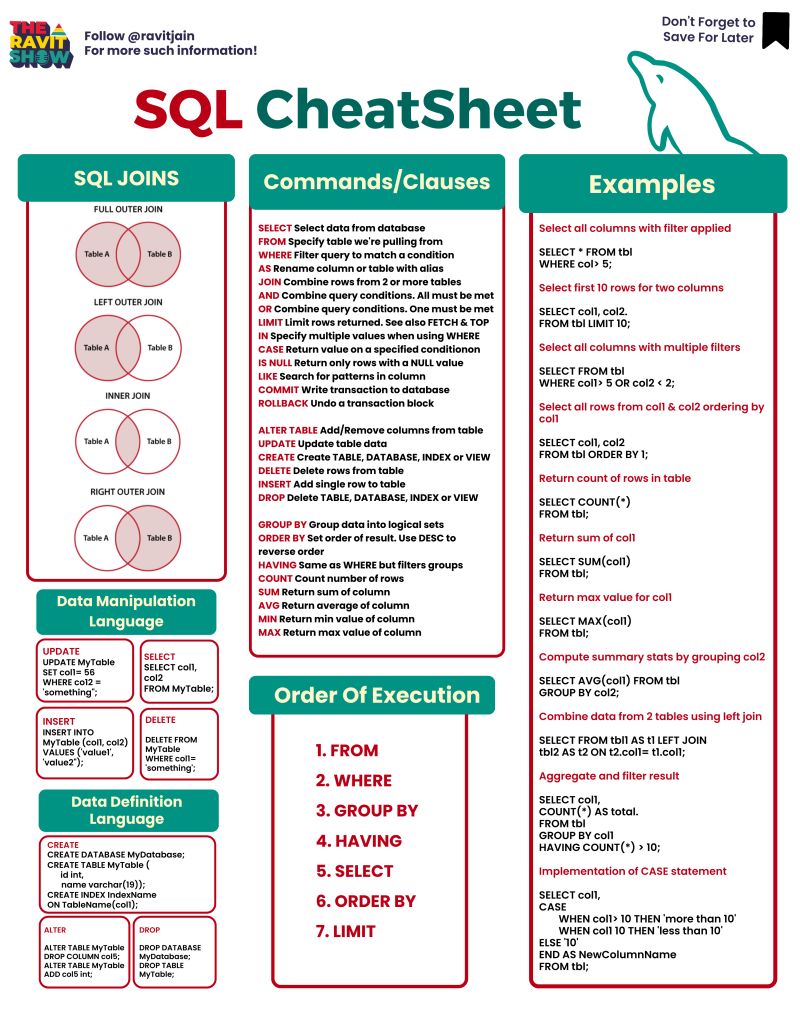 THE
RAVIT
SHOW
Follow @ravitjain
For more such information!
Don't Forget to
Save For Later
SQL CheatSheet
SQL JOINS
FULL OUTER JOIN
Table A
Table B
LEFT OUTER JOIN
Table A
Table B
INNER JOIN
Table A
Table B
RIGHT OUTER JOIN
Table A
Table B
Data Manipulation
Language
UPDATE
UPDATE MyTable
SET col1= 56
WHERE col2 =
"something";
SELECT
SELECT col1,
col2
FROM MyTable;
INSERT
INSERT INTO
MyTable (col1, col2)
VALUES ('value1',
'value2");
DELETE
DELETE FROM
MyTable
WHERE col1=
'something';
Data Definition
Language
CREATE
CREATE DATABASE MyDatabase;
CREATE TABLE MyTable (
id int,
name varchar(19));
CREATE INDEX IndexName
ON TableName(col1);
ALTER
ALTER TABLE MyTable
DROP COLUMN col5;
ALTER TABLE MyTable
ADD col5 int;
DROP
DROP DATABASE
MyDatabase;
DROP TABLE
MyTable;
Commands/Clauses
SELECT Select data from database
FROM Specify table we're pulling from
WHERE Filter query to match a condition
AS Rename column or table with alias
JOIN Combine rows from 2 or more tables
AND Combine query conditions. All must be met
OR Combine query conditions. One must be met
LIMIT Limit rows returned. See also FETCH & TOP
IN Specify multiple values when using WHERE
CASE Return value on a specified conditionon
IS NULL Return only rows with a NULL value
LIKE Search for patterns in column
COMMIT Write transaction to database
ROLLBACK Undo a transaction block
ALTER TABLE Add/Remove columns from table
UPDATE Update table data
CREATE Create TABLE, DATABASE, INDEX or VIEW
DELETE Delete rows from table
INSERT Add single row to table
DROP Delete TABLE, DATABASE, INDEX or VIEW
GROUP BY Group data into logical sets
ORDER BY Set order of result. Use DESC to
reverse order
HAVING Same as WHERE but filters groups
COUNT Count number of rows
SUM Return sum of column
AVG Return average of column
MIN Return min value of column
MAX Return max value of column
Order Of Execution
1. FROM
2. WHERE
3. GROUP BY
4. HAVING
5. SELECT
6. ORDER BY
7. LIMIT
Examples
Select all columns with filter applied
SELECT * FROM tbl
WHERE col> 5;
Select first 10 rows for two columns
SELECT col1, col2.
FROM tbl LIMIT 10;
Select all columns with multiple filters
SELECT FROM tbl
WHERE col1> 5 OR col2 < 2;
Select all rows from col1 & col2 ordering by
col1
SELECT col1, col2
FROM tbl ORDER BY 1;
Return count of rows in table
SELECT COUNT(*)
FROM tbl;
Return sum of col1
SELECT SUM(col1)
FROM tbl;
Return max value for col1
SELECT MAX(col1)
FROM tbl;
Compute summary stats by grouping col2
SELECT AVG(col1) FROM tbl
GROUP BY col2;
Combine data from 2 tables using left join
SELECT FROM tbl1 AS t1 LEFT JOIN
tbl2 AS t2 ON t2.col1= t1.col1;
Aggregate and filter result
SELECT col1,
COUNT(*) AS total.
FROM tbl
GROUP BY col1
HAVING COUNT(*) > 10;
Implementation of CASE statement
SELECT col1,
CASE
WHEN col1> 10 THEN 'more than 10'
WHEN col1 10 THEN 'less than 10'
ELSE '10'
END AS NewColumnName
FROM tbl;